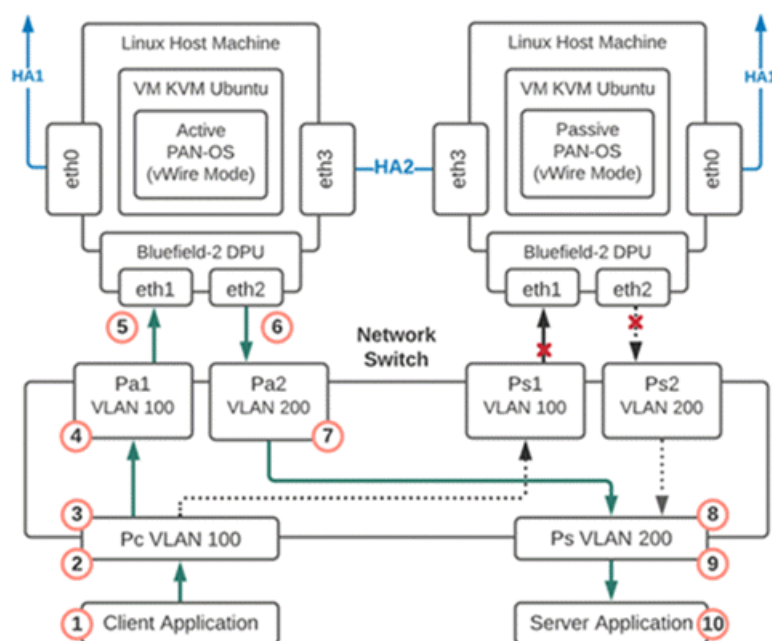 Linux Host Machine
Linux Host Machine
HA1
HA1
VM KVM Ubuntu
VM KVM Ubuntu
Active
PAN-OS
(vWire Mode)
Passive
PAN-OS
(vWire Mode)
eth0
eth3
HA2
eth3
eth0
Bluefield-2 DPU
Bluefield-2 DPU
eth1
eth2
eth1
eth2
5
6
Network
Switch
Pa1
VLAN 100
Pa2
VLAN 200
Ps1
VLAN 100
Ps2
VLAN 200
4
7
3
8
Pc VLAN 100
Ps VLAN 200
2
9
1
Client Application
Server Application
10